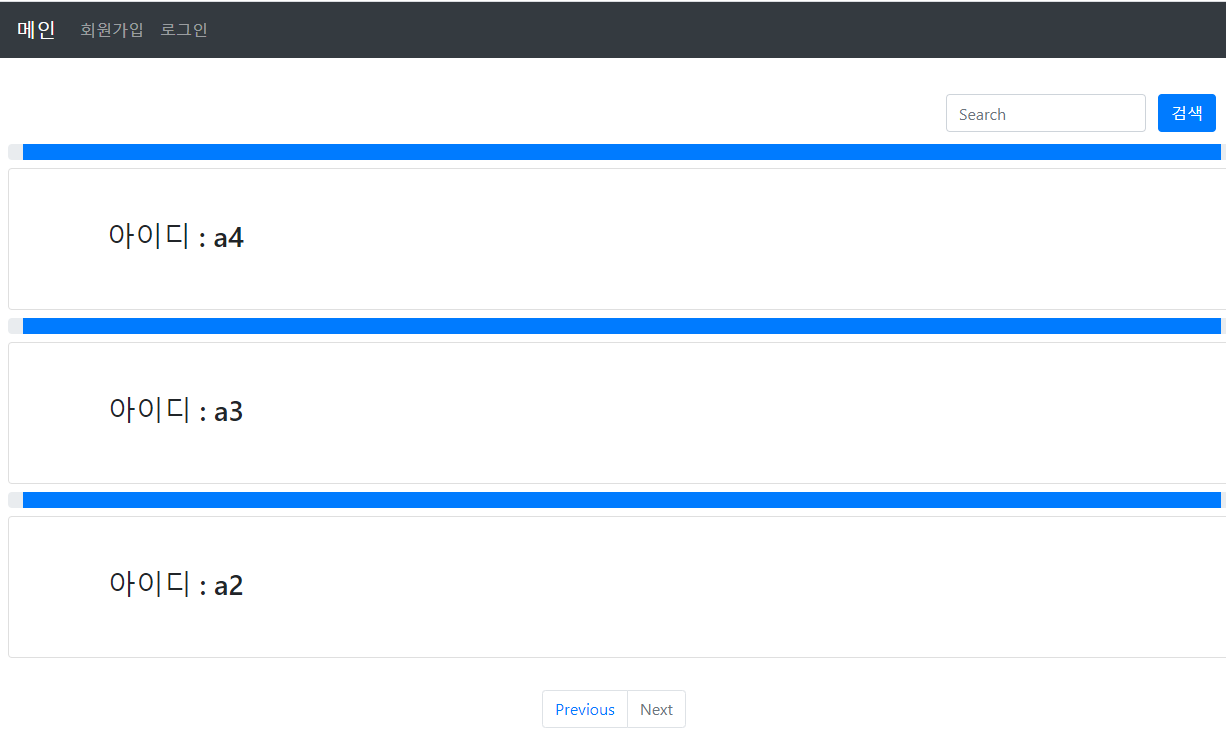 메인 회원가입 로그인
Search 검색
아이디 : a4
아이디 : a3
아이디 : a2
Previous Next